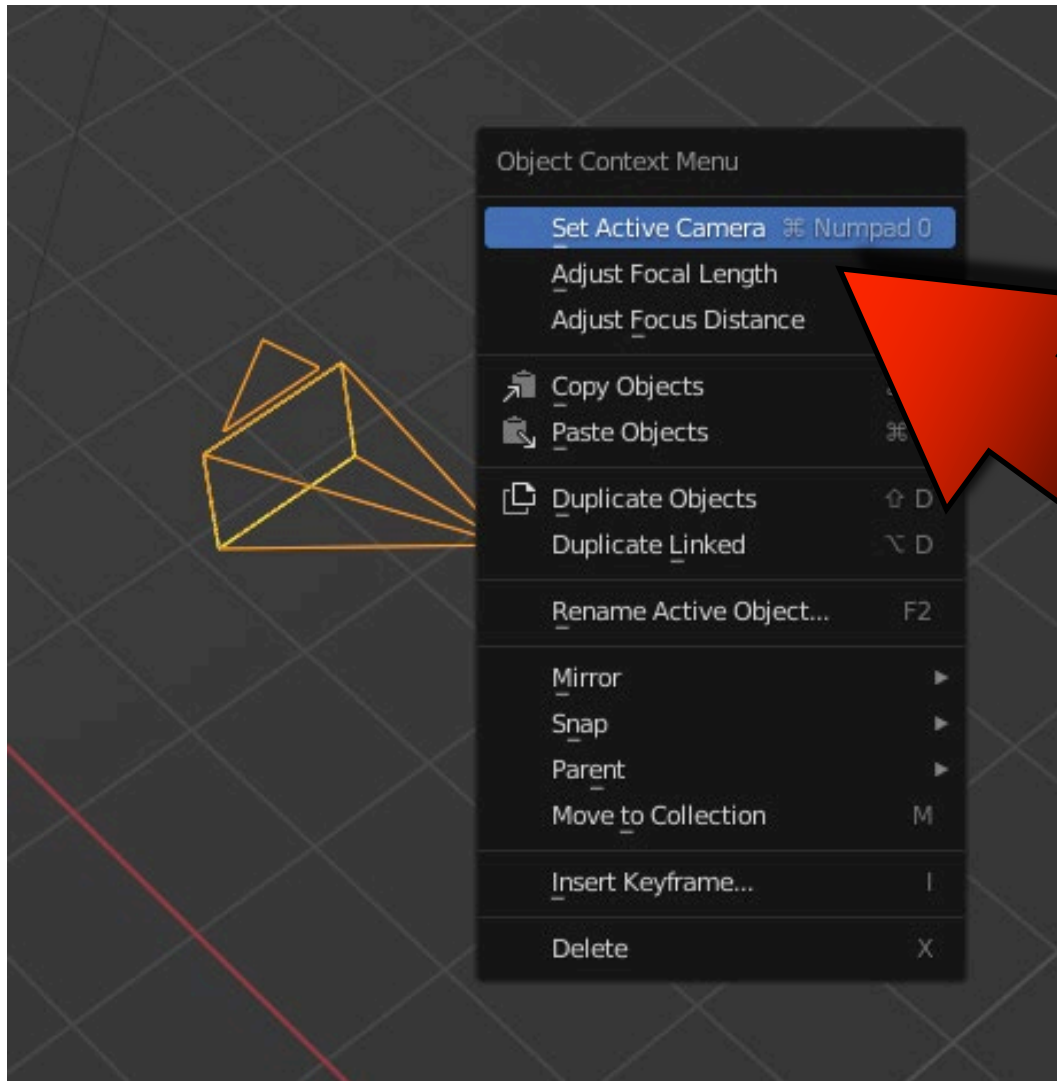 Object Context Menu
Set Active Camera ⌘ Numpad 0
Adjust Focal Length
Adjust Focus Distance
Copy Objects
Paste Objects ⌘
Duplicate Objects ⇧ D
Duplicate Linked ⌥ D
Rename Active Object... F2
Mirror ▶
Snap ▶
Parent ▶
Move to Collection M
Insert Keyframe... I
Delete X